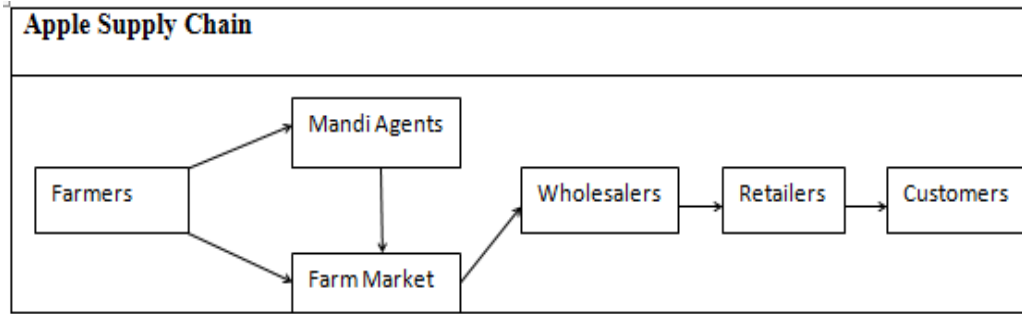 Apple Supply Chain
Mandi Agents
Farmers
Wholesalers
Retailers
Customers
Farm Market